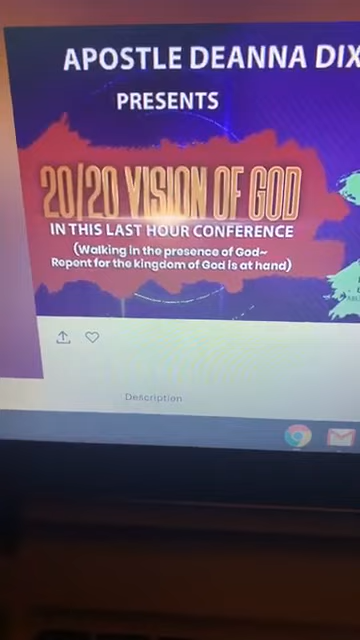 APOSTLE DEANNA DIX
PRESENTS
20/20 VISION OF GOD
IN THIS LAST HOUR CONFERENCE
(Walking in the presence of God~
Repent for the kingdom of God is at hand)
Description